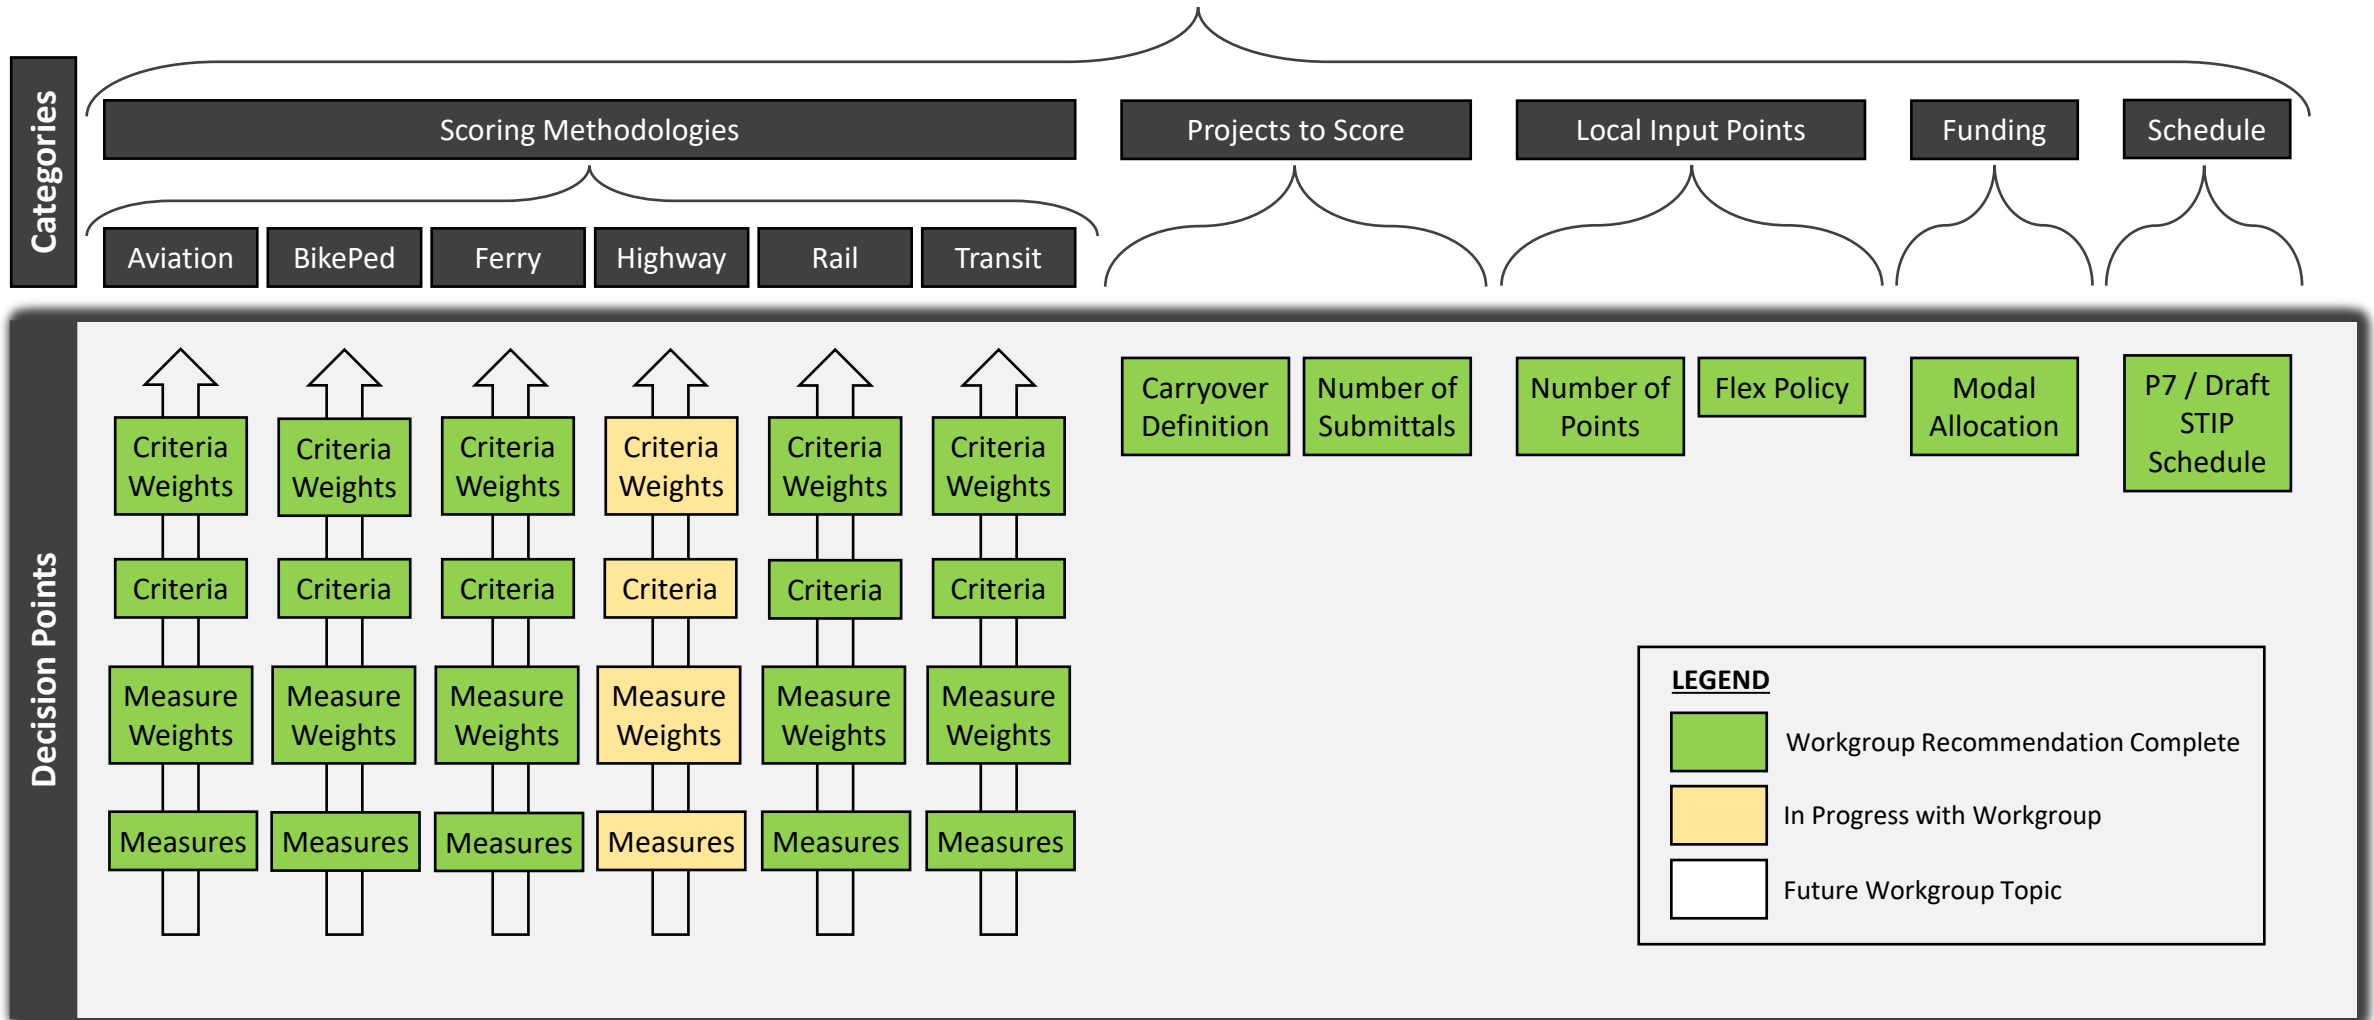 Categories
Scoring Methodologies
Projects to Score
Local Input Points
Funding
Schedule
Aviation
BikePed
Ferry
Highway
Rail
Transit
Decision Points
Criteria
Weights
Criteria
Weights
Criteria
Weights
Criteria
Weights
Criteria
Weights
Criteria
Weights
Carryover
Definition
Number of
Submittals
Number of
Points
Flex Policy
Modal
Allocation
P7 / Draft
STIP
Schedule
Criteria
Criteria
Criteria
Criteria
Criteria
Criteria
Measure
Weights
Measure
Weights
Measure
Weights
Measure
Weights
Measure
Weights
Measure
Weights
Measures
Measures
Measures
Measures
Measures
Measures
LEGEND
Workgroup Recommendation Complete
In Progress with Workgroup
Future Workgroup Topic